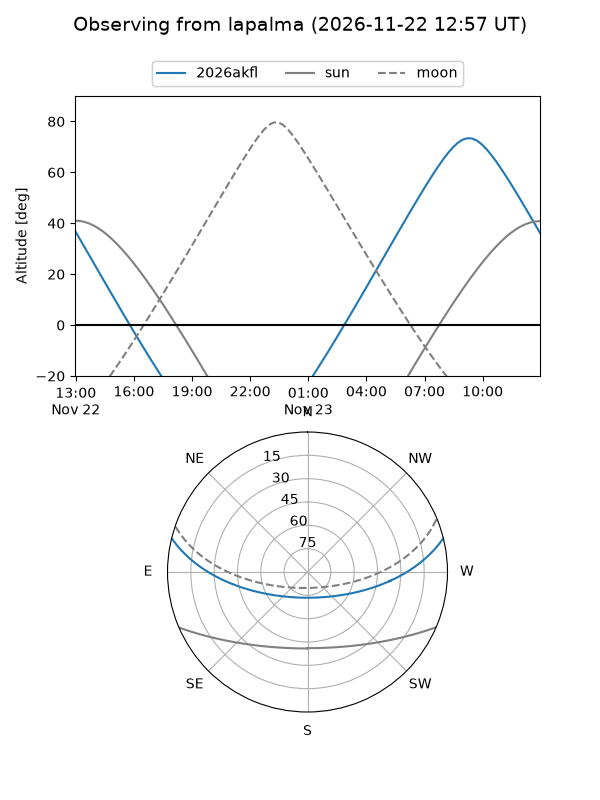 Observing from lapalma (2026-11-22 12:57 UT)
2026akfl sun moon
Altitude [deg]
80
60
40
20
0
−20
13:00 16:00 19:00 22:00 01:00 04:00 07:00 10:00
Nov 22 Nov 23
N
NE NW
15
30
45
60
75
E W
SE SW
S